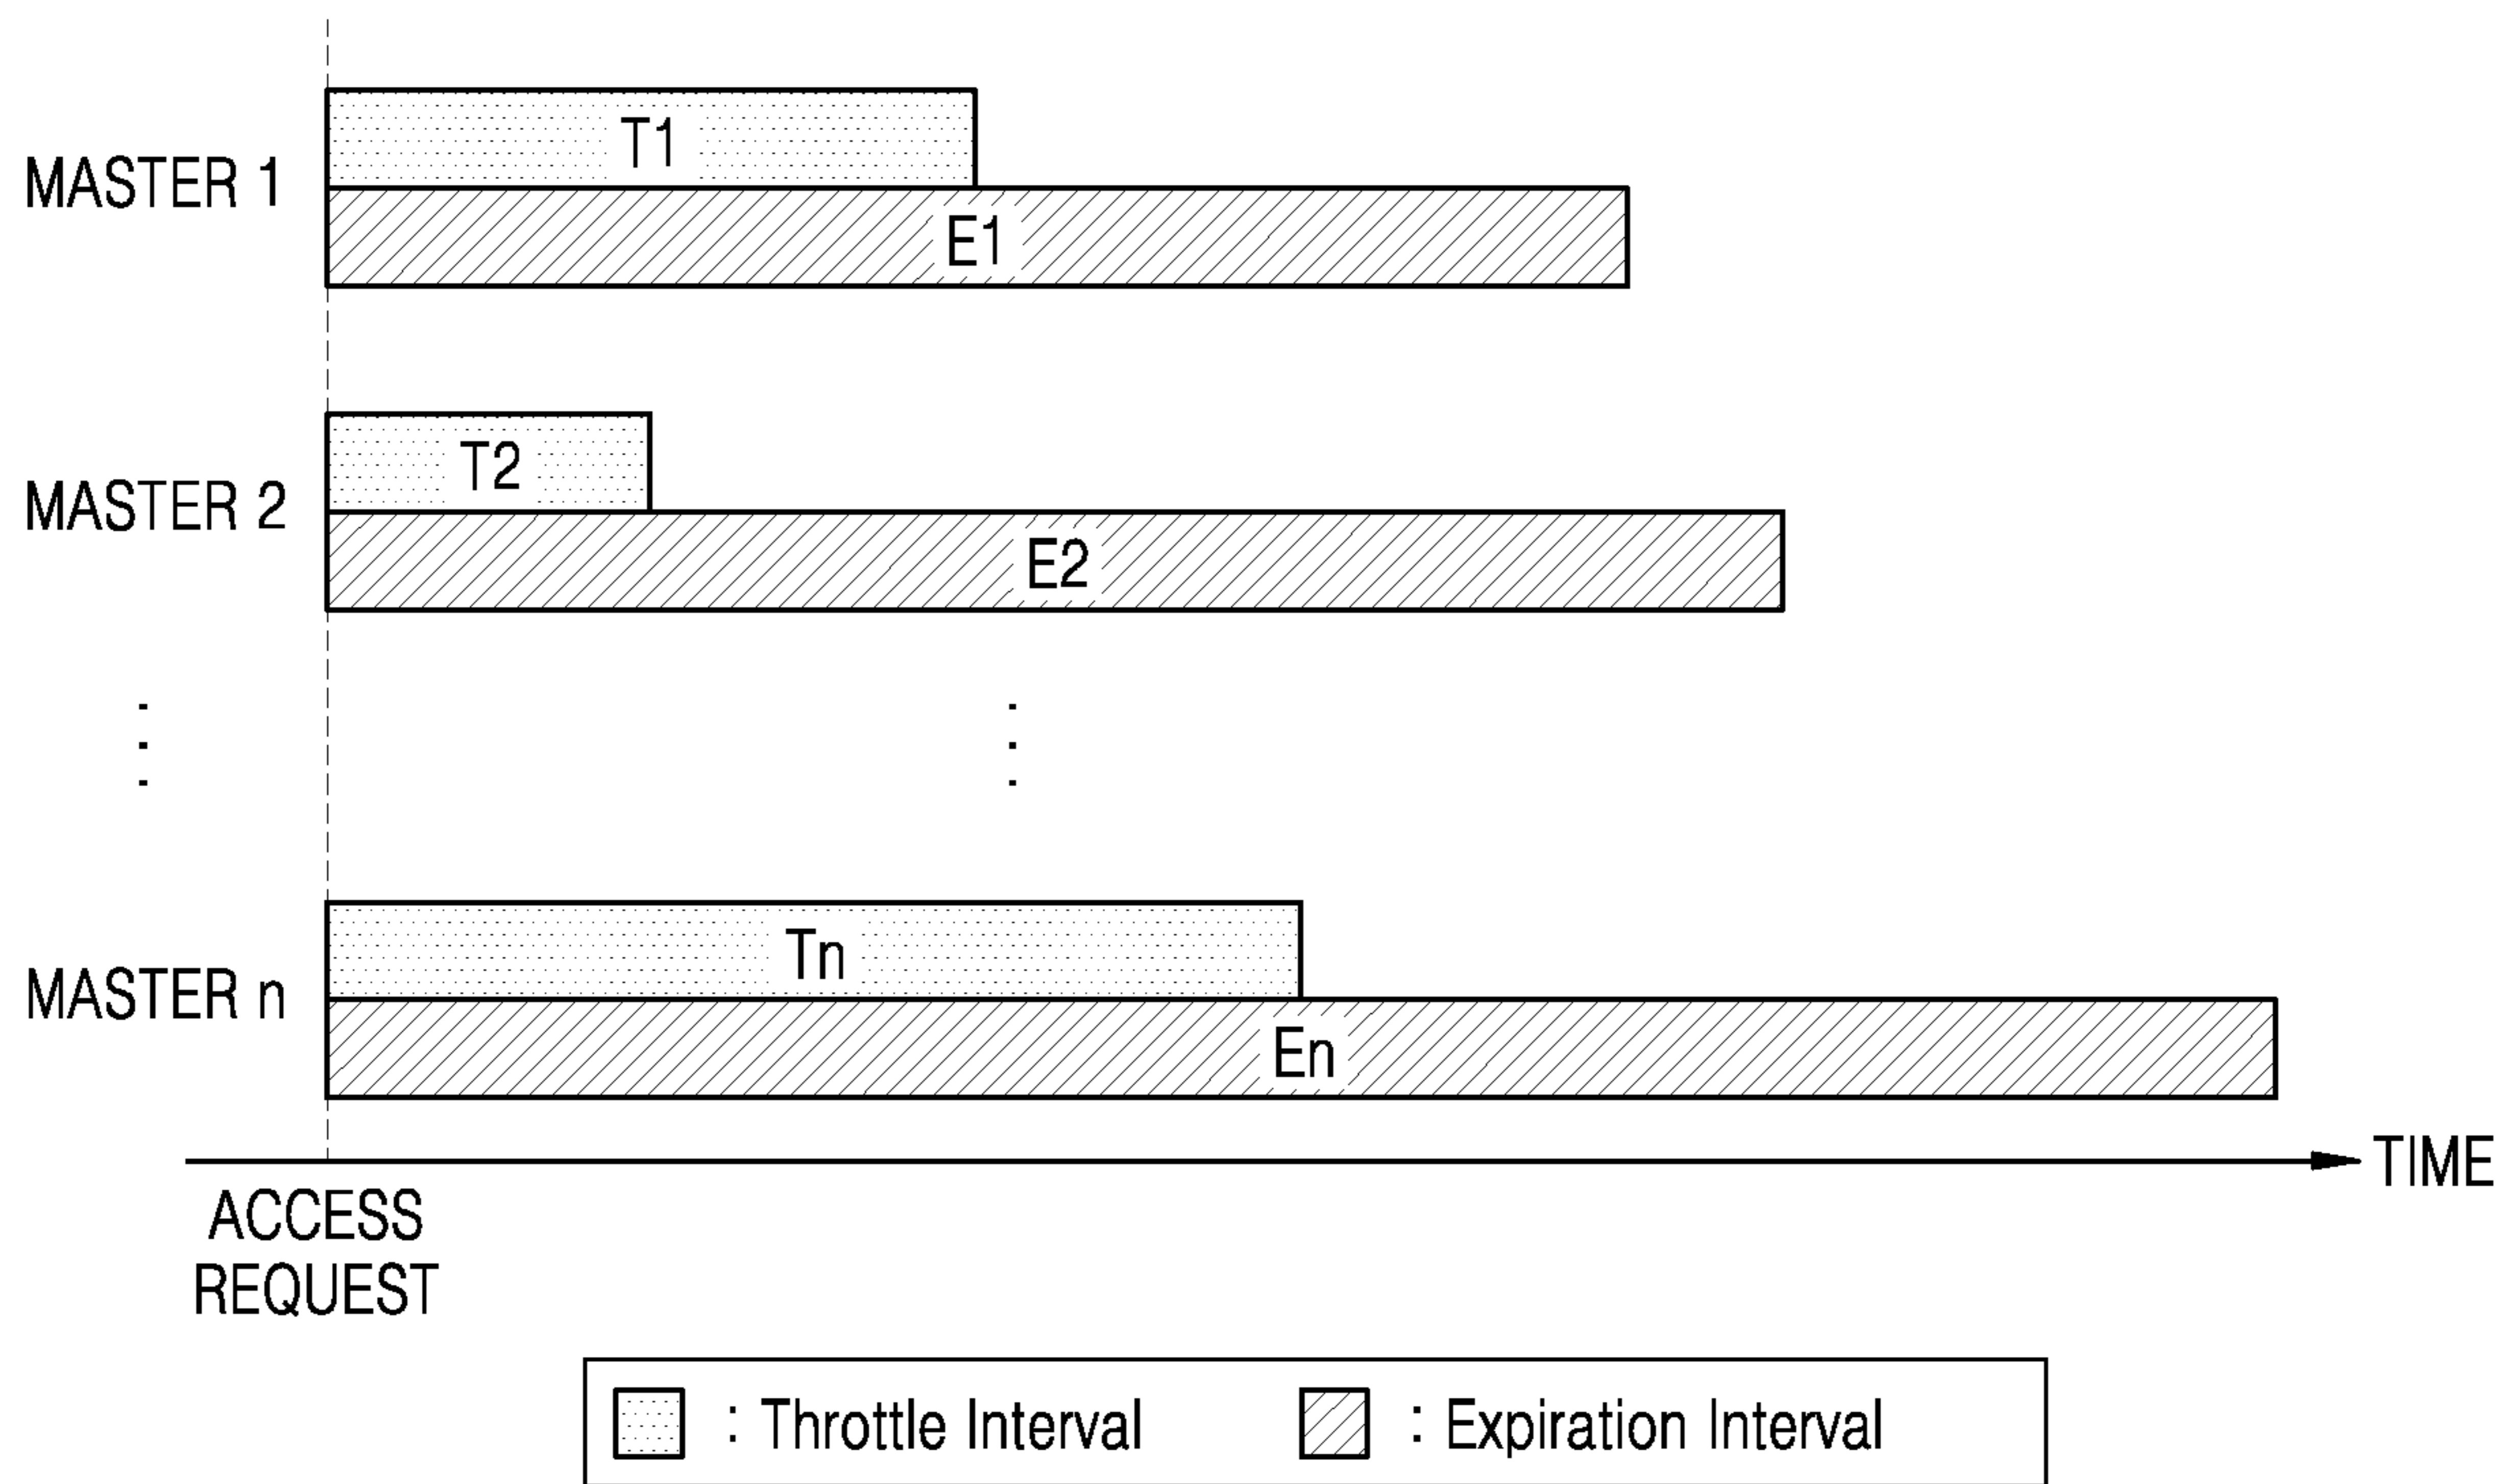 T1
MASTER 1
E1
T2
MASTER 2
E2
Tn
MASTER n
En
TIME
ACCESS
REQUEST
: Throttle Interval : Expiration Interval